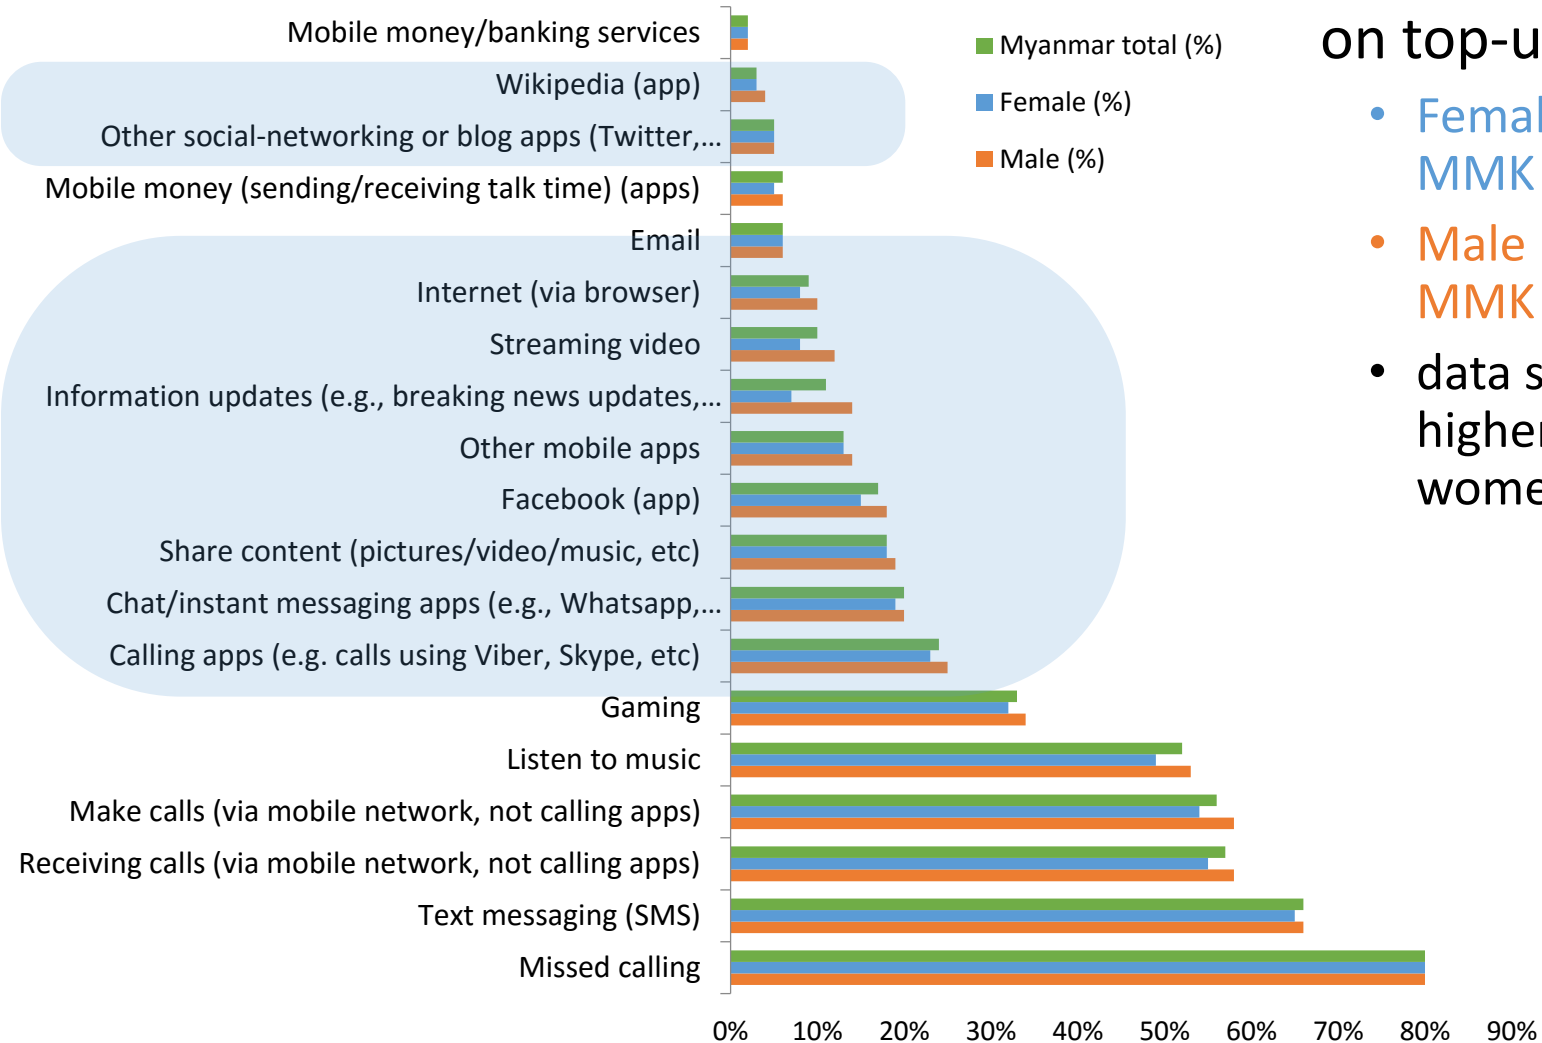 Mobile money/banking services
Wikipedia (app)
Other social-networking or blog apps (Twitter,...
Mobile money (sending/receiving talk time) (apps)
Email
Internet (via browser)
Streaming video
Information updates (e.g., breaking news updates,...
Other mobile apps
Facebook (app)
Share content (pictures/video/music, etc)
Chat/instant messaging apps (e.g., Whatsapp,...
Calling apps (e.g. calls using Viber, Skype, etc)
Gaming
Listen to music
Make calls (via mobile network, not calling apps)
Receiving calls (via mobile network, not calling apps)
Text messaging (SMS)
Missed calling
0% 10% 20% 30% 40% 50% 60% 70% 80% 90%
Myanmar total (%)
Female (%)
Male (%)
on top-u
• Femal
MMK
• Male
MMK
• data s
higher
wome